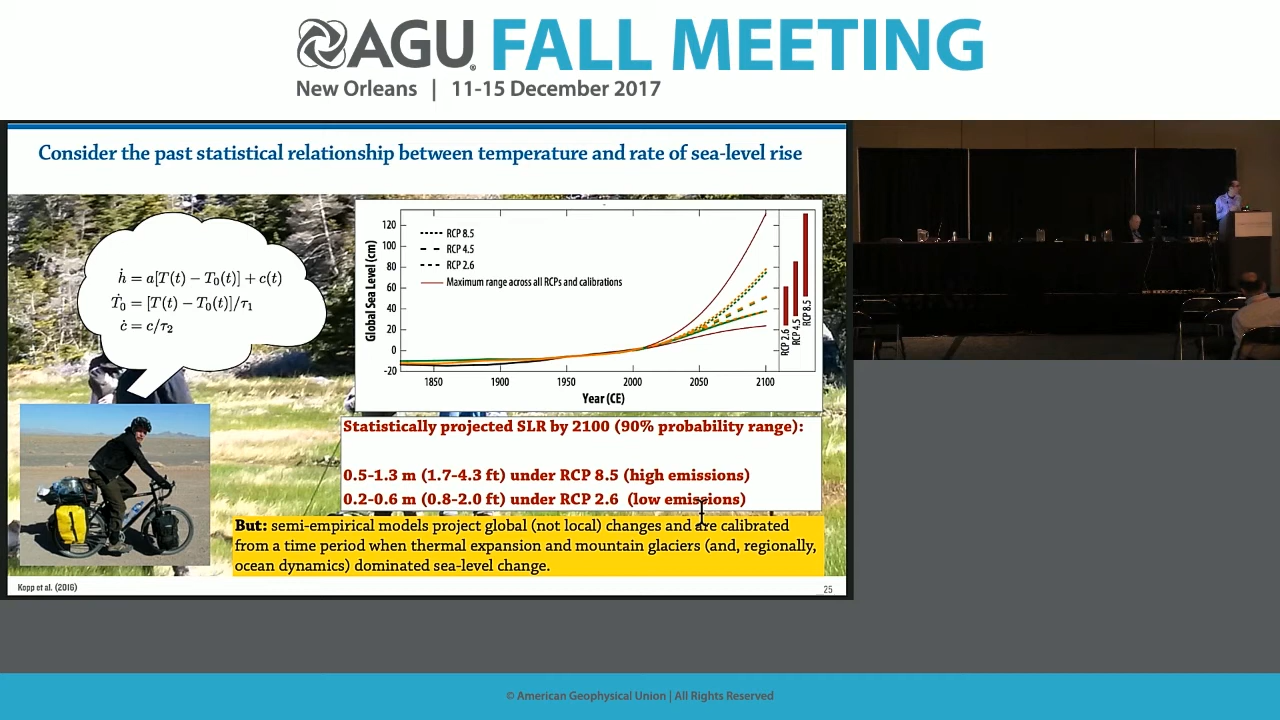 AGU FALL MEETING
New Orleans | 11-15 December 2017
Consider the past statistical relationship between temperature and rate of sea-level rise
ḣ = a[T(t) − T₀(t)] + c(t)
Ṫ₀ = [T(t) − T₀(t)]/τ₁
ċ = c/τ₂
Global Sea Level (cm)
120
100
80
60
40
20
0
-20
RCP 8.5
RCP 4.5
RCP 2.6
Maximum range across all RCPs and calibrations
RCP 2.6
RCP 4.5
RCP 8.5
1850 1900 1950 2000 2050 2100
Year (CE)
Statistically projected SLR by 2100 (90% probability range):
0.5-1.3 m (1.7-4.3 ft) under RCP 8.5 (high emissions)
0.2-0.6 m (0.8-2.0 ft) under RCP 2.6 (low emissions)
But: semi-empirical models project global (not local) changes and are calibrated
from a time period when thermal expansion and mountain glaciers (and, regionally,
ocean dynamics) dominated sea-level change.
Kopp et al. (2016)
25
© American Geophysical Union | All Rights Reserved